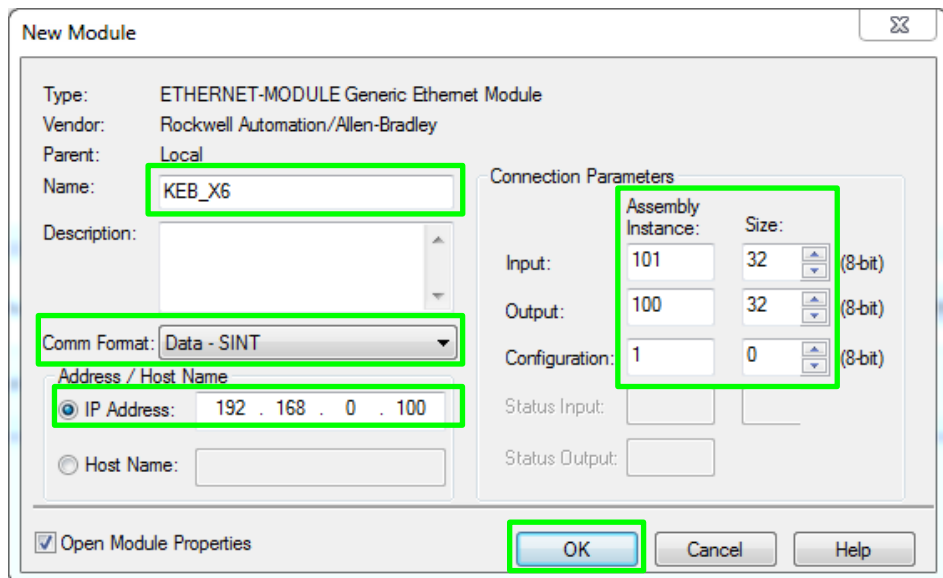 New Module
Type: ETHERNET-MODULE Generic Ethernet Module
Vendor: Rockwell Automation/Allen-Bradley
Parent: Local
Name: KEB_X6
Description:
Comm Format: Data - SINT
Address / Host Name
IP Address: 192 . 168 . 0 . 100
Host Name:
Connection Parameters
Assembly Instance: Size:
Input: 101 32 (8-bit)
Output: 100 32 (8-bit)
Configuration: 1 0 (8-bit)
Status Input:
Status Output:
Open Module Properties
OK Cancel Help